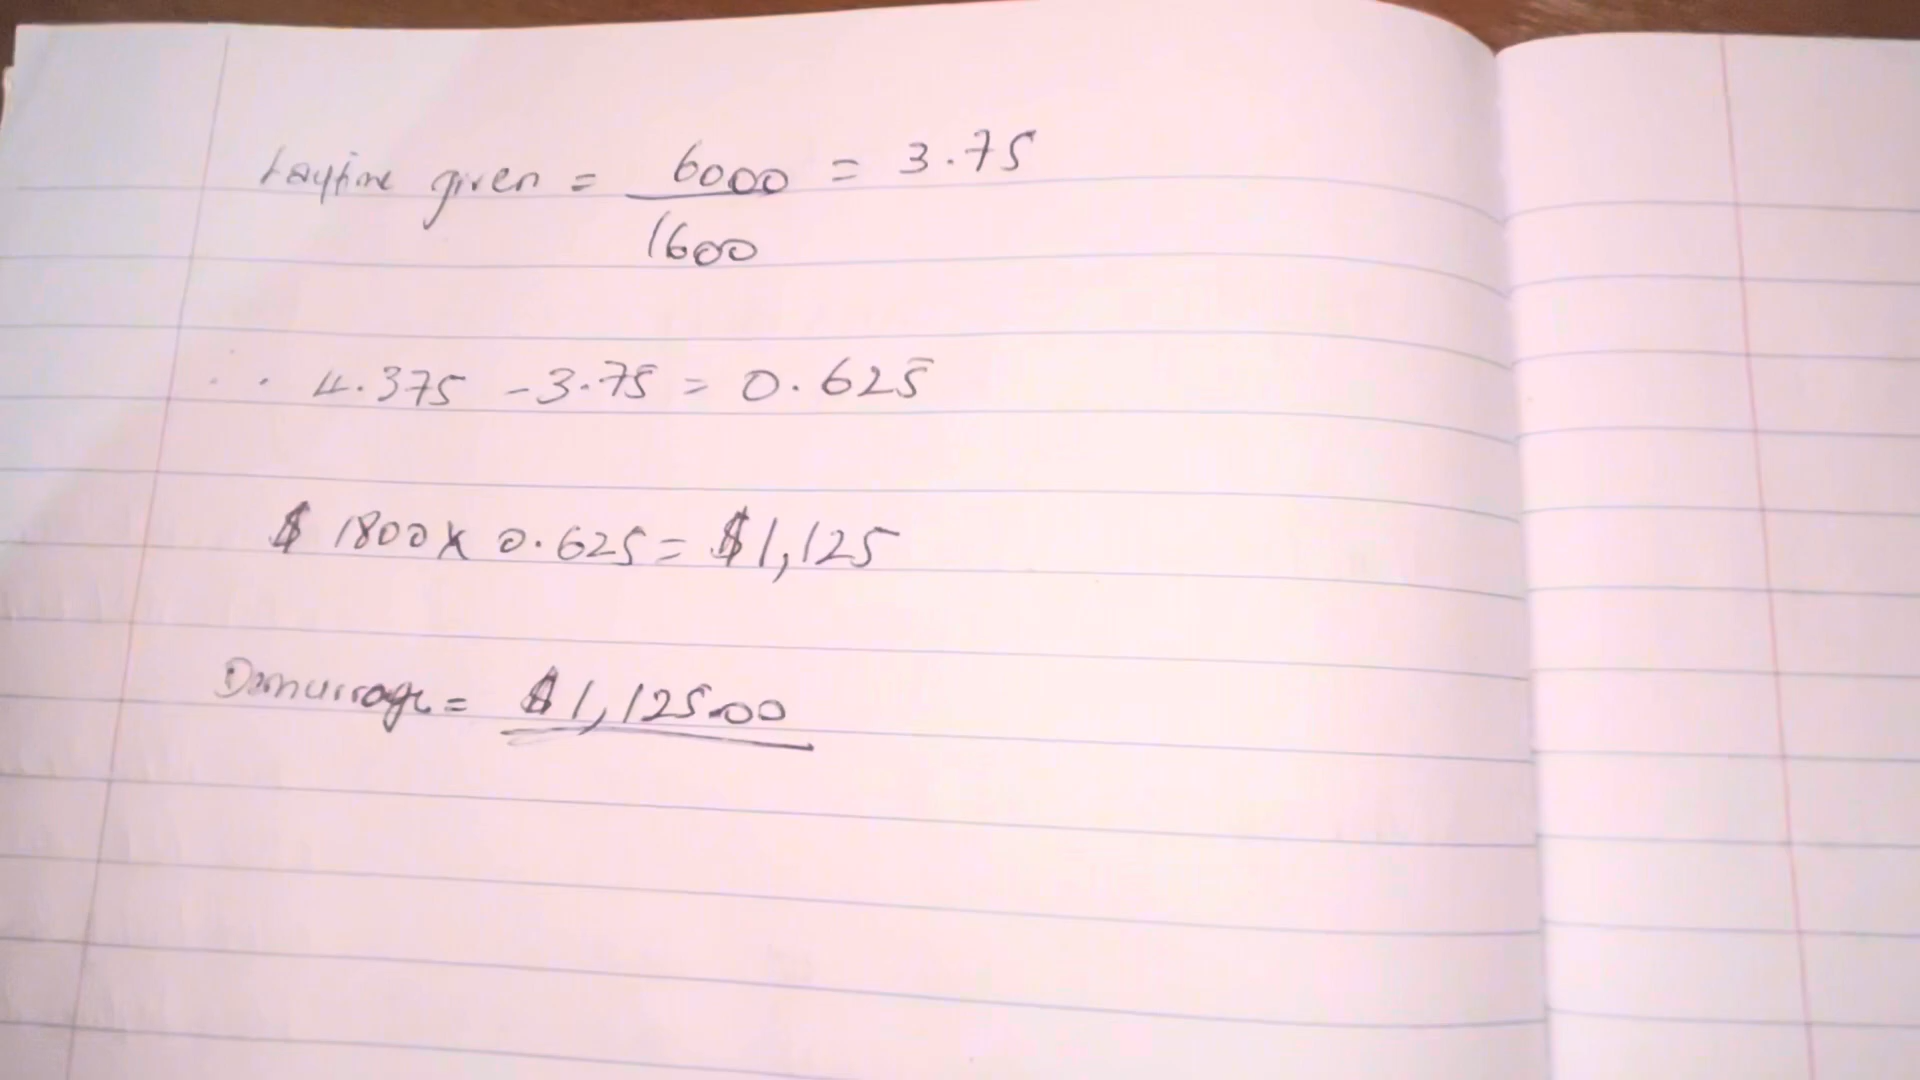 Laytime given = 6000 / 1600 = 3.75
∴ 4.375 - 3.75 = 0.625
$ 1800 x 0.625 = $1,125
Demurrage = $1,125.00